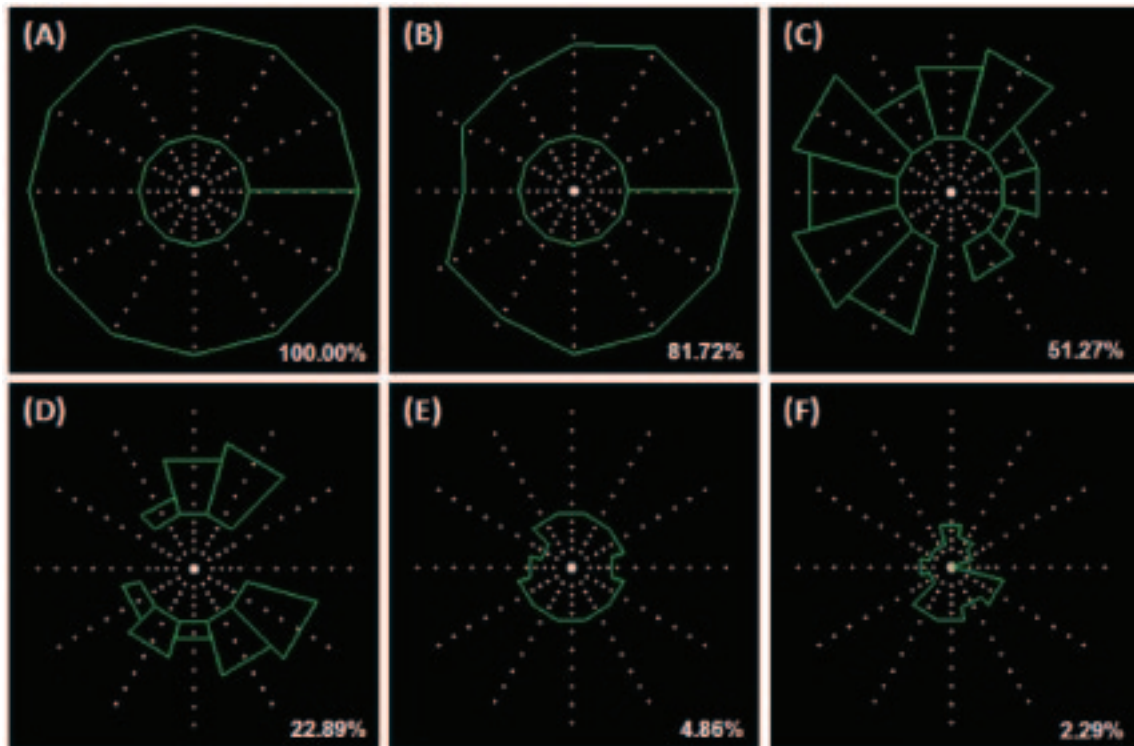 (A)
100.00%
(B)
81.72%
(C)
51.27%
(D)
22.89%
(E)
4.86%
(F)
2.29%